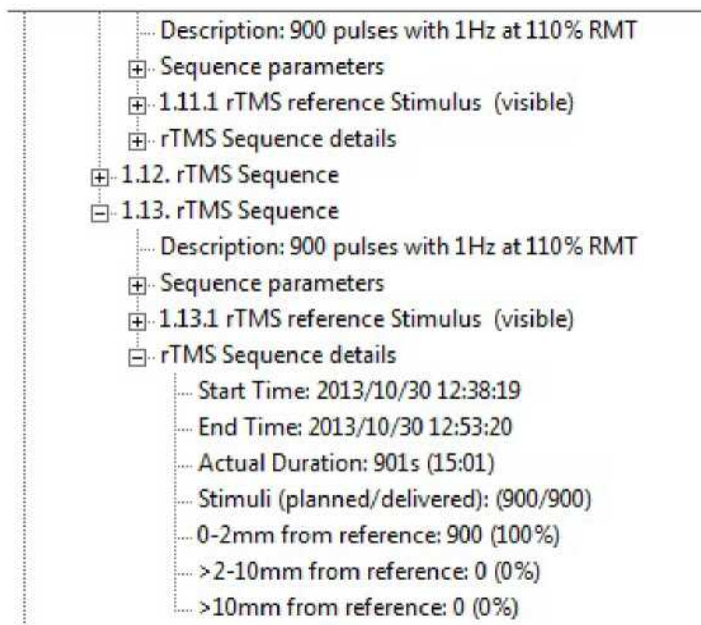 Description: 900 pulses with 1Hz at 110% RMT
Sequence parameters
1.11.1 rTMS reference Stimulus (visible)
rTMS Sequence details
1.12. rTMS Sequence
1.13. rTMS Sequence
Description: 900 pulses with 1Hz at 110% RMT
Sequence parameters
1.13.1 rTMS reference Stimulus (visible)
rTMS Sequence details
Start Time: 2013/10/30 12:38:19
End Time: 2013/10/30 12:53:20
Actual Duration: 901s (15:01)
Stimuli (planned/delivered): (900/900)
0-2mm from reference: 900 (100%)
>2-10mm from reference: 0 (0%)
>10mm from reference: 0 (0%)